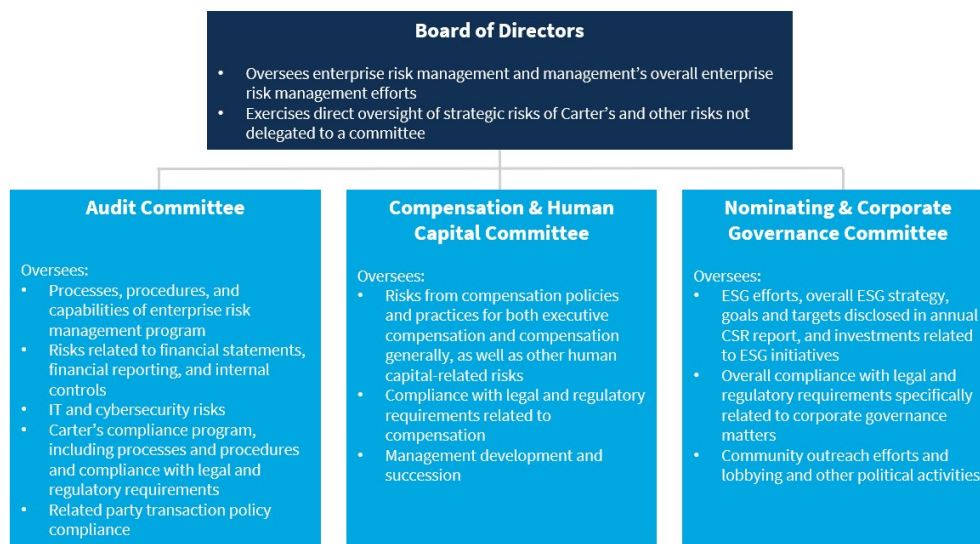 Board of Directors
• Oversees enterprise risk management and management’s overall enterprise
risk management efforts
• Exercises direct oversight of strategic risks of Carter’s and other risks not
delegated to a committee
Audit Committee
Oversees:
• Processes, procedures, and
capabilities of enterprise risk
management program
• Risks related to financial statements,
financial reporting, and internal
controls
• IT and cybersecurity risks
• Carter’s compliance program,
including processes and procedures
and compliance with legal and
regulatory requirements
• Related party transaction policy
compliance
Compensation & Human
Capital Committee
Oversees:
• Risks from compensation policies
and practices for both executive
compensation and compensation
generally, as well as other human
capital-related risks
• Compliance with legal and regulatory
requirements related to
compensation
• Management development and
succession
Nominating & Corporate
Governance Committee
Oversees:
• ESG efforts, overall ESG strategy,
goals and targets disclosed in annual
CSR report, and investments related
to ESG initiatives
• Overall compliance with legal and
regulatory requirements specifically
related to corporate governance
matters
• Community outreach efforts and
lobbying and other political activities